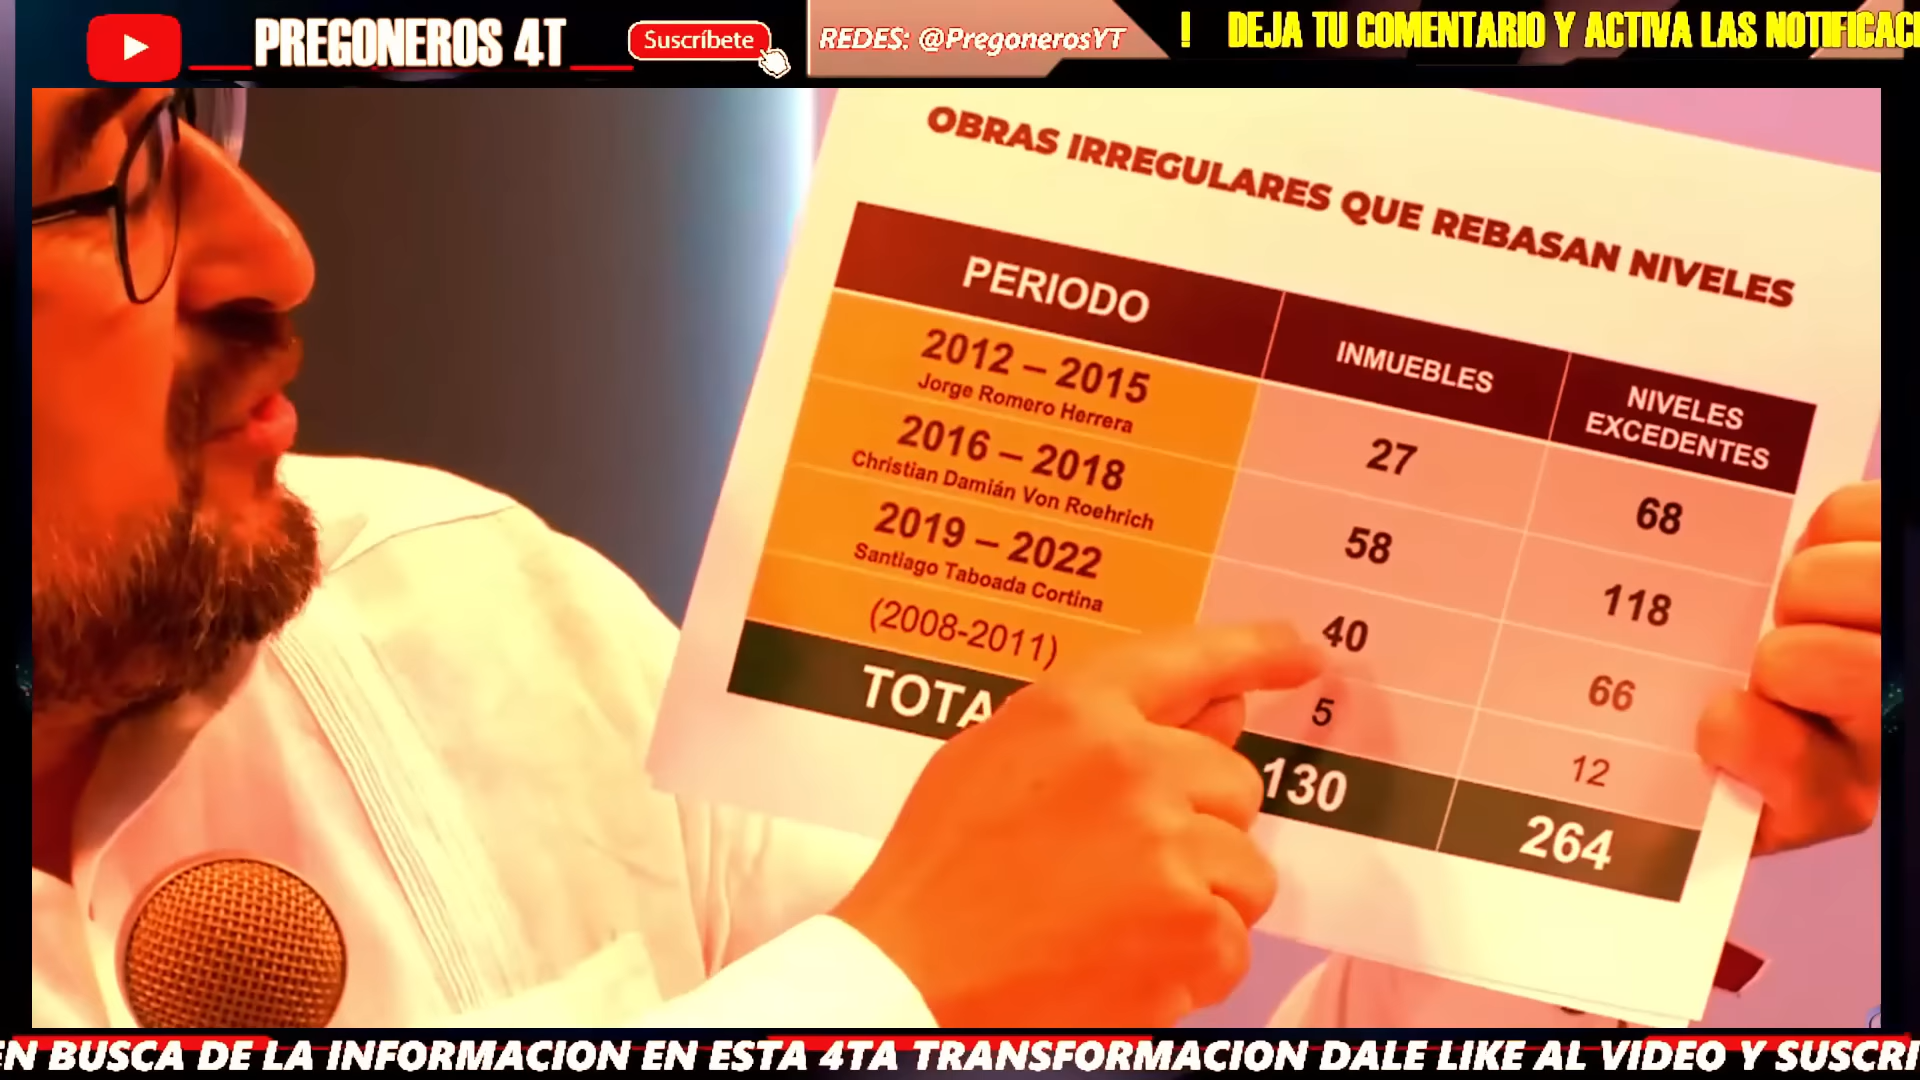 PREGONEROS 4T
Suscríbete
REDES: @PregonerosYT
! DEJA TU COMENTARIO Y ACTIVA LAS NOTIFICACI
OBRAS IRREGULARES QUE REBASAN NIVELES
PERIODO INMUEBLES NIVELES
EXCEDENTES
2012 – 2015
Jorge Romero Herrera 27 68
2016 – 2018
Christian Damián Von Roehrich 58 118
2019 – 2022
Santiago Taboada Cortina 40 66
(2008-2011) 5 12
TOTA 130 264
EN BUSCA DE LA INFORMACION EN ESTA 4TA TRANSFORMACION DALE LIKE AL VIDEO Y SUSCRI